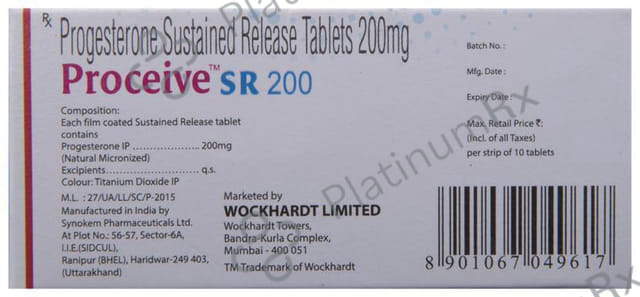 Rx
Progesterone Sustained Release Tablets 200mg
Proceive™ SR 200
Composition:
Each film coated Sustained Release tablet
contains
Progesterone IP .................... 200mg
(Natural Micronized)
Excipients............................ q.s.
Colour: Titanium Dioxide IP
M.L. : 27/UA/LL/SC/P-2015
Manufactured in India by
Synokem Pharmaceuticals Ltd.
At Plot No.: 56-57, Sector-6A,
I.I.E.(SIDCUL),
Ranipur (BHEL), Haridwar-249 403,
(Uttarakhand)
Marketed by
WOCKHARDT LIMITED
Wockhardt Towers,
Bandra-Kurla Complex,
Mumbai - 400 051
TM Trademark of Wockhardt
Batch No. :
Mfg. Date :
Expiry Date :
Max. Retail Price ₹:
(Incl. of all Taxes)
per strip of 10 tablets
8 901067 049617
PlatinumRx
PlatinumRx